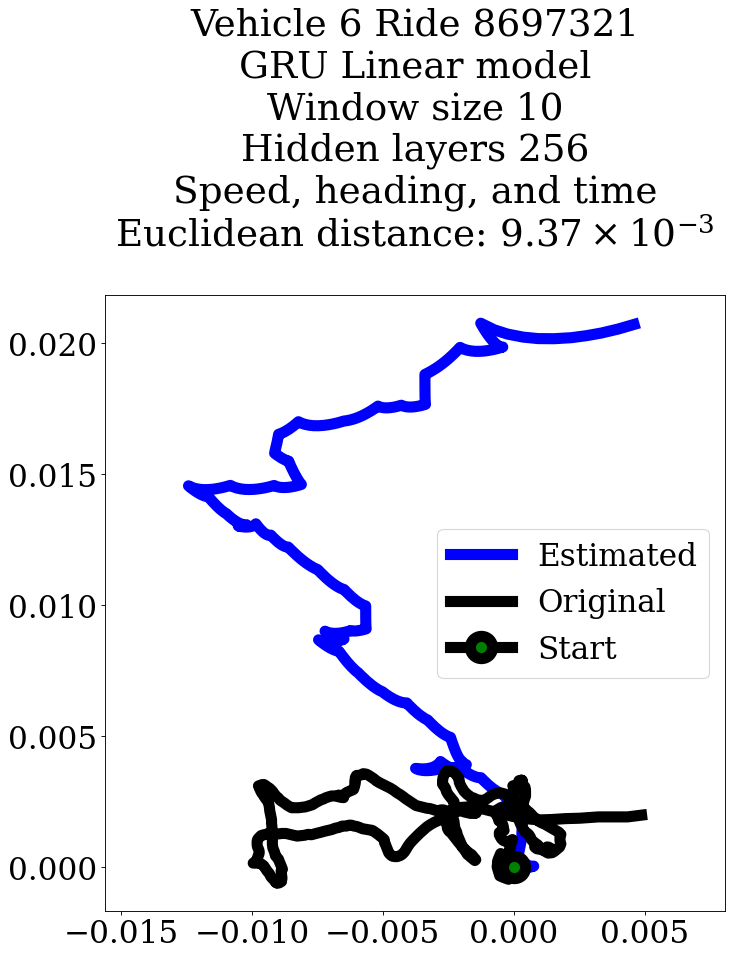 Vehicle 6 Ride 8697321
GRU Linear model
Window size 10
Hidden layers 256
Speed, heading, and time
Euclidean distance: 9.37 × 10⁻³
0.020
0.015
0.010
0.005
0.000
Estimated
Original
Start
−0.015 −0.010 −0.005 0.000 0.005